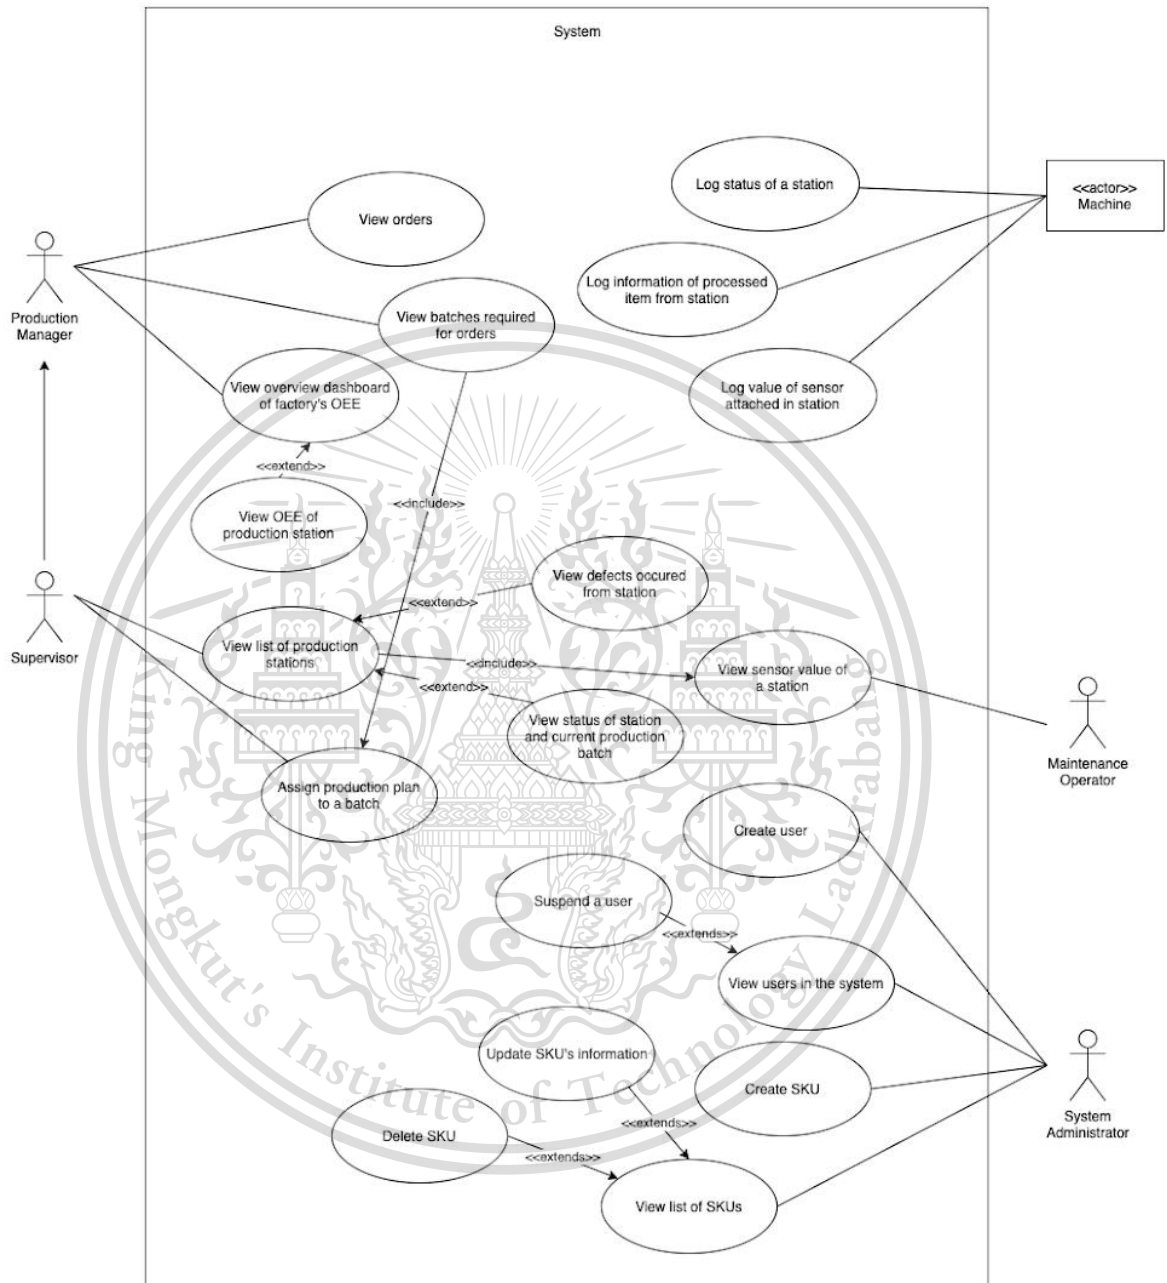 System
Log status of a station
<<actor>>
Machine
View orders
Production
Manager
Log information of processed
item from station
View batches required
for orders
View overview dashboard
of factory's OEE
Log value of sensor
attached in station
<<extend>>
View OEE of
production station
<<include>>
View defects occured
from station
<<extend>>
Supervisor
View list of production
stations
<<include>>
View sensor value of
a station
<<extend>>
View status of station
and current production
batch
Maintenance
Operator
Assign production plan
to a batch
Create user
Suspend a user
<<extends>>
View users in the system
Update SKU's information
Create SKU
System
Administrator
Delete SKU
<<extends>>
<<extends>>
View list of SKUs
King Mongkut's Institute of Technology Ladkrabang